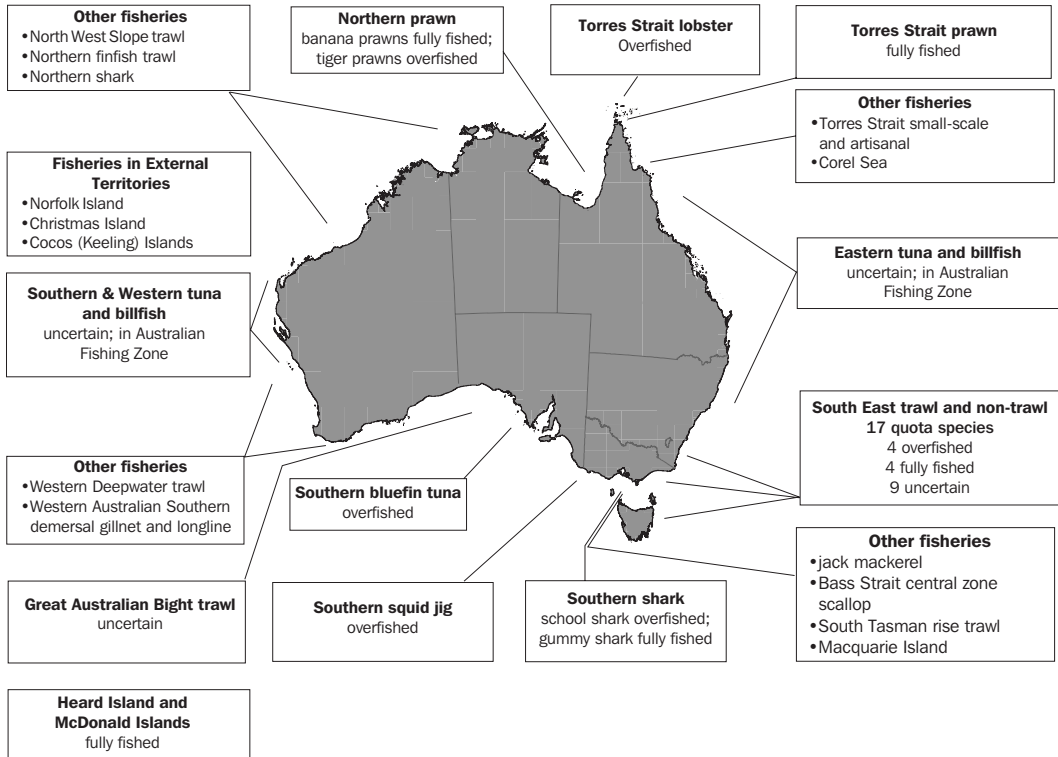 Other fisheries
•North West Slope trawl
•Northern finfish trawl
•Northern shark
Northern prawn
banana prawns fully fished;
tiger prawns overfished
Torres Strait lobster
Overfished
Torres Strait prawn
fully fished
Other fisheries
•Torres Strait small-scale
and artisanal
•Corel Sea
Fisheries in External
Territories
•Norfolk Island
•Christmas Island
•Cocos (Keeling) Islands
Eastern tuna and billfish
uncertain; in Australian
Fishing Zone
Southern & Western tuna
and billfish
uncertain; in Australian
Fishing Zone
South East trawl and non-trawl
17 quota species
4 overfished
4 fully fished
9 uncertain
Other fisheries
•Western Deepwater trawl
•Western Australian Southern
demersal gillnet and longline
Southern bluefin tuna
overfished
Other fisheries
•jack mackerel
•Bass Strait central zone
scallop
•South Tasman rise trawl
•Macquarie Island
Great Australian Bight trawl
uncertain
Southern squid jig
overfished
Southern shark
school shark overfished;
gummy shark fully fished
Heard Island and
McDonald Islands
fully fished